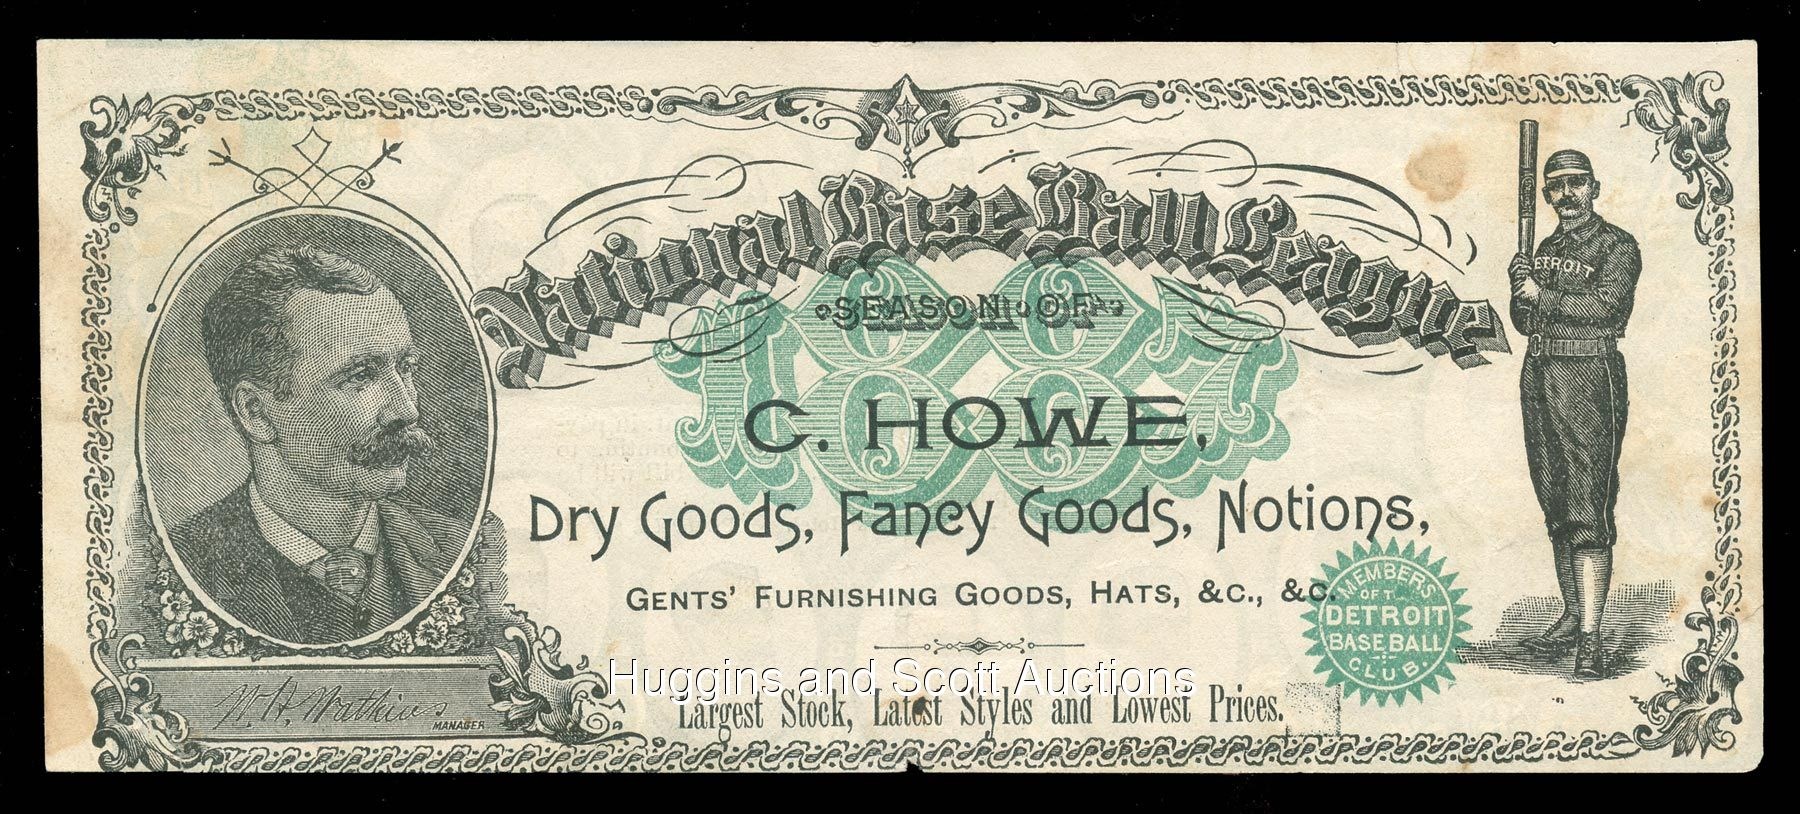 National Base Ball League
SEASON OF
1887
C. HOWE,
Dry Goods, Fancy Goods, Notions,
GENTS' FURNISHING GOODS, HATS, &C., &C.
Largest Stock, Latest Styles and Lowest Prices.
W. H. Watkins
MANAGER
ETROIT
MEMBERS
OF T
DETROIT
BASE BALL
CLUB.
Huggins and Scott Auctions